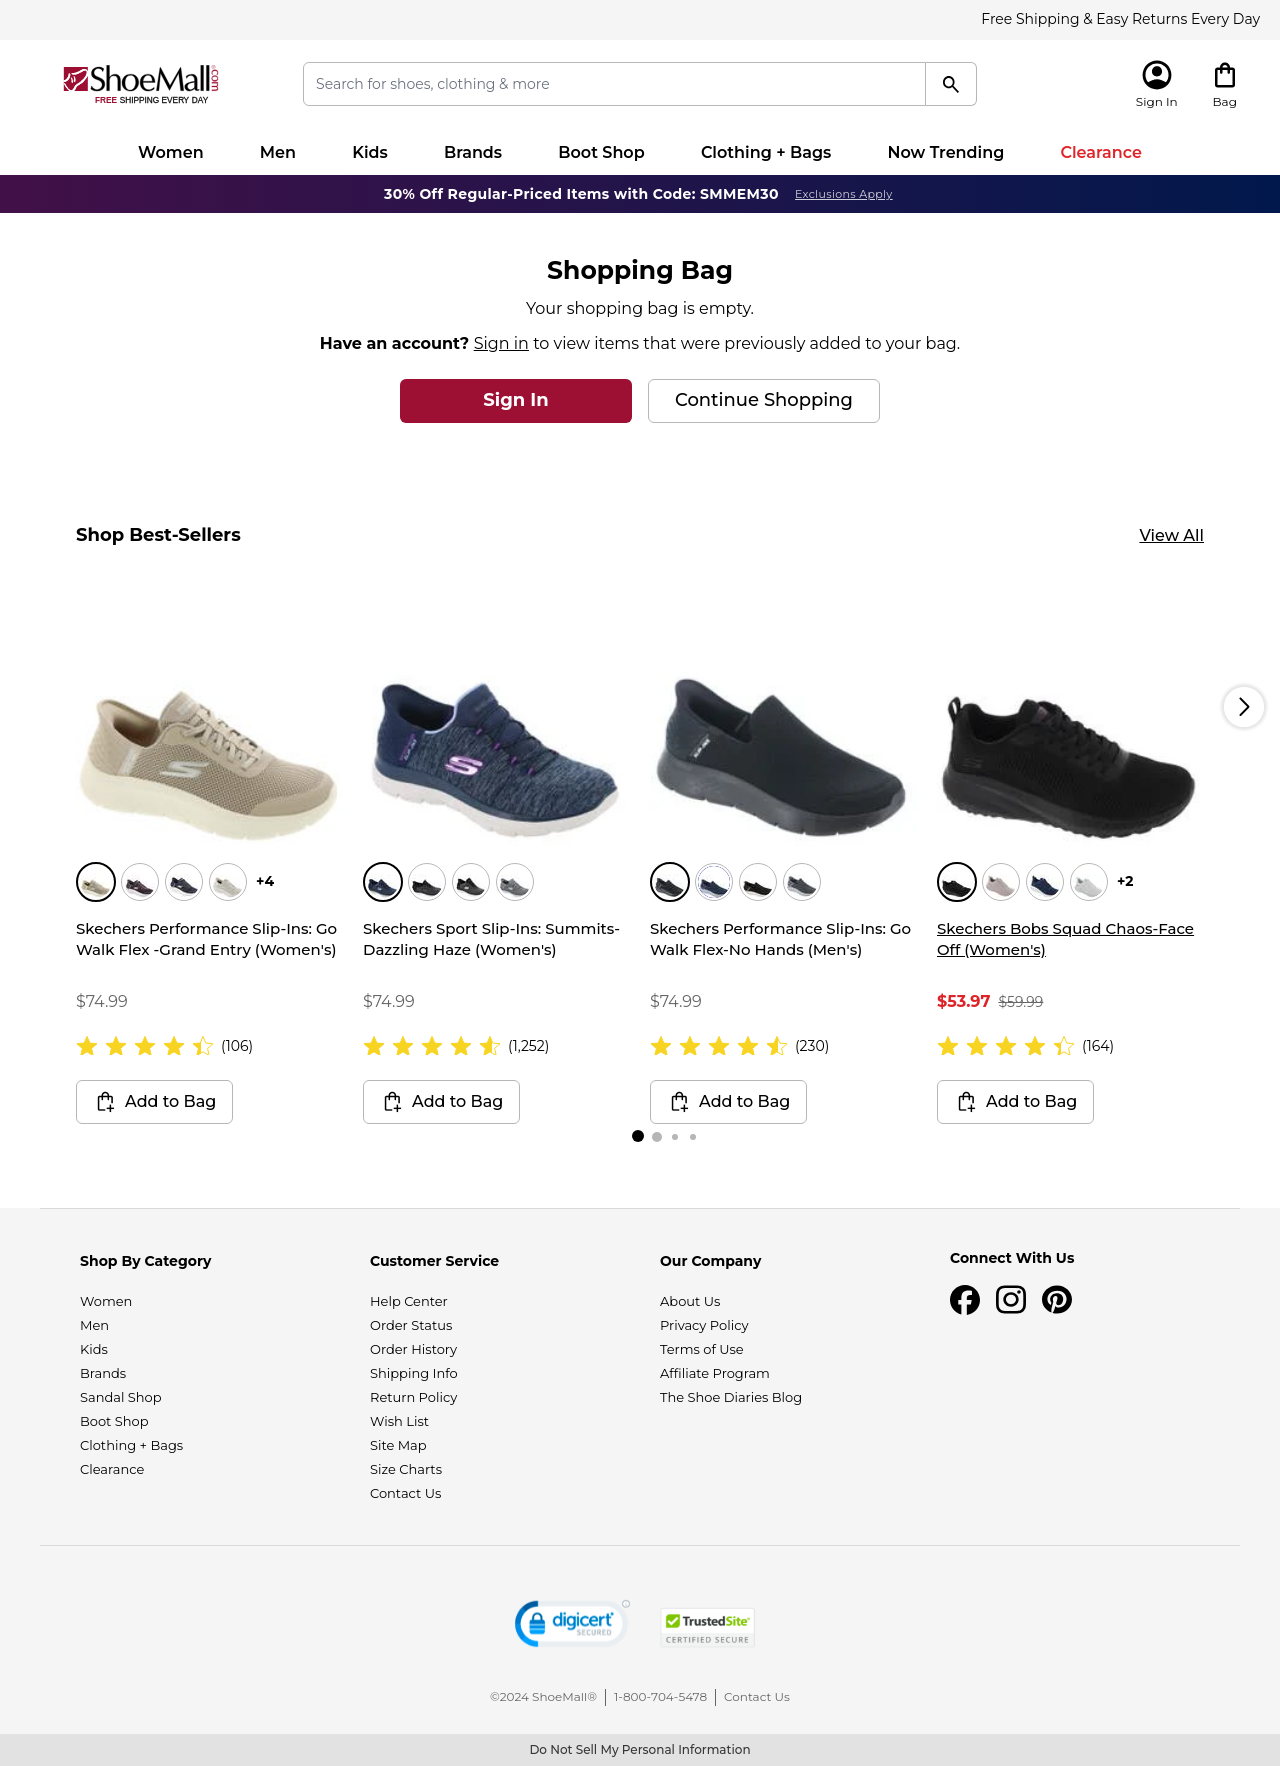 Free Shipping & Easy Returns Every Day
ShoeMall.com
FREE SHIPPING EVERY DAY
Search for shoes, clothing & more
Sign In
Bag
Women Men Kids Brands Boot Shop Clothing + Bags Now Trending Clearance
30% Off Regular-Priced Items with Code: SMMEM30 Exclusions Apply
Shopping Bag
Your shopping bag is empty.
Have an account? Sign in to view items that were previously added to your bag.
Sign In
Continue Shopping
Shop Best-Sellers
View All
+4
Skechers Performance Slip-Ins: Go
Walk Flex -Grand Entry (Women's)
$74.99
(106)
Add to Bag
Skechers Sport Slip-Ins: Summits-
Dazzling Haze (Women's)
$74.99
(1,252)
Add to Bag
Skechers Performance Slip-Ins: Go
Walk Flex-No Hands (Men's)
$74.99
(230)
Add to Bag
+2
Skechers Bobs Squad Chaos-Face
Off (Women's)
$53.97 $59.99
(164)
Add to Bag
Shop By Category
Women
Men
Kids
Brands
Sandal Shop
Boot Shop
Clothing + Bags
Clearance
Customer Service
Help Center
Order Status
Order History
Shipping Info
Return Policy
Wish List
Site Map
Size Charts
Contact Us
Our Company
About Us
Privacy Policy
Terms of Use
Affiliate Program
The Shoe Diaries Blog
Connect With Us
digicert
SECURED
TrustedSite
CERTIFIED SECURE
©2024 ShoeMall® 1-800-704-5478 Contact Us
Do Not Sell My Personal Information